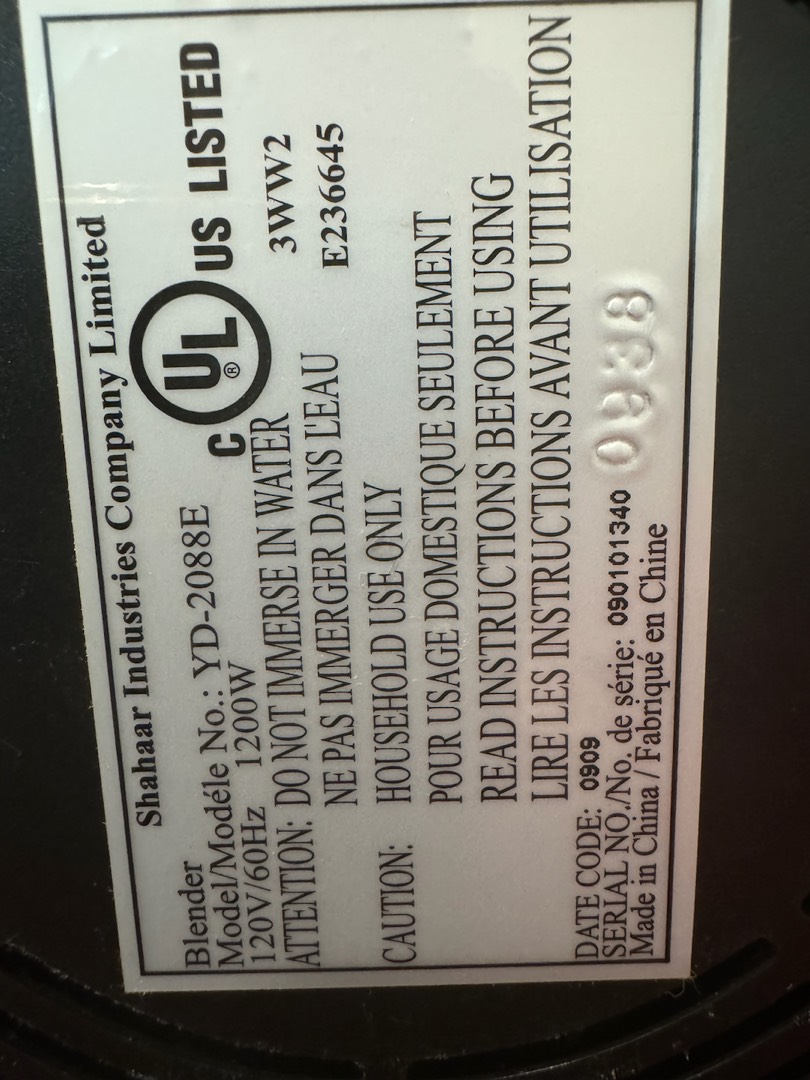 Shahaar Industries Company Limited
Blender
Model/Modéle No.: YD-2088E
120V/60Hz 1200W
C UL ® US LISTED
3WW2
E236645
ATTENTION: DO NOT IMMERSE IN WATER
NE PAS IMMERGER DANS L'EAU
CAUTION: HOUSEHOLD USE ONLY
POUR USAGE DOMESTIQUE SEULEMENT
READ INSTRUCTIONS BEFORE USING
LIRE LES INSTRUCTIONS AVANT UTILISATION
DATE CODE: 0909
SERIAL NO./No. de série: 090101340
Made in China / Fabriqué en Chine
0938